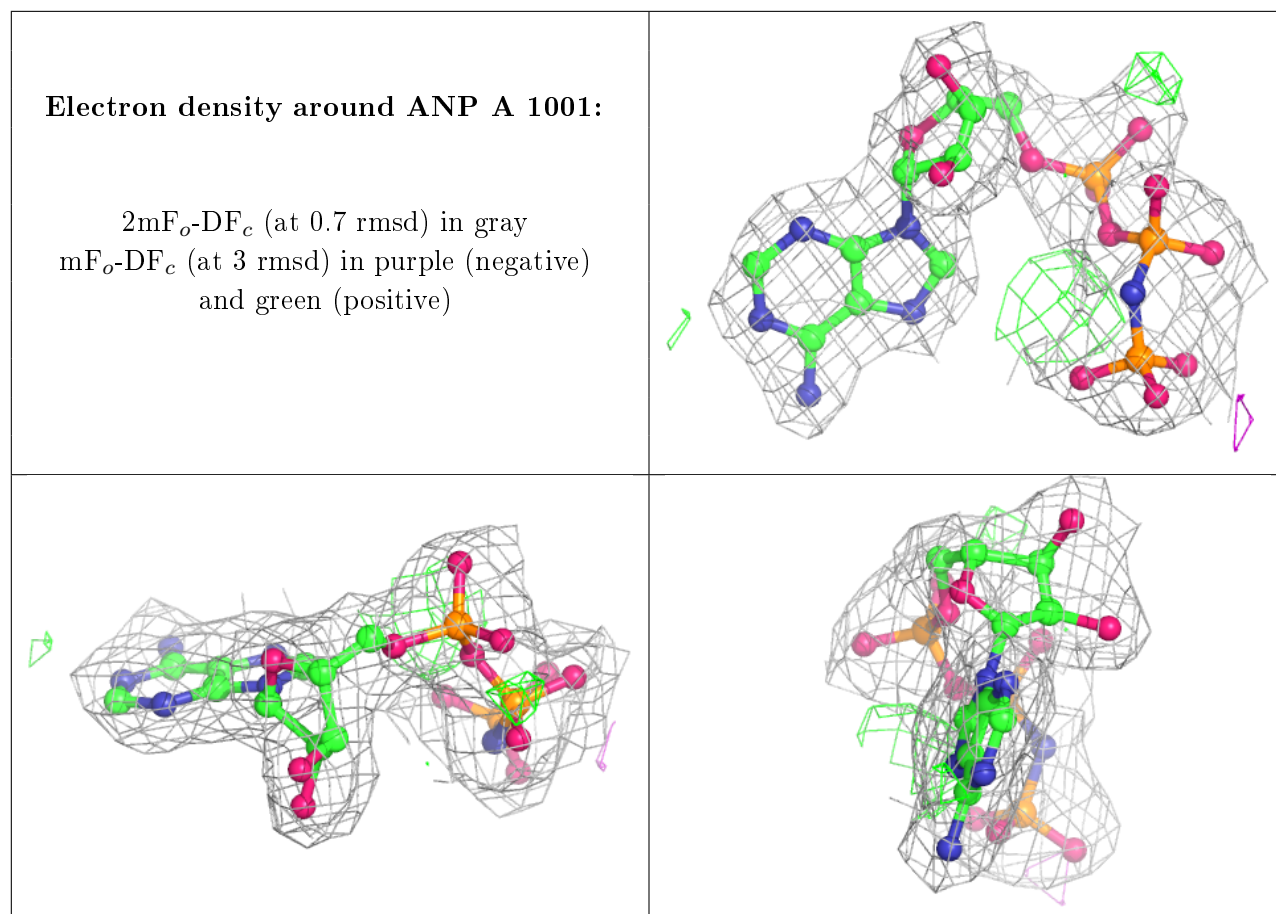 Electron density around ANP A 1001:
2mFₒ-DF𝒸 (at 0.7 rmsd) in gray
mFₒ-DF𝒸 (at 3 rmsd) in purple (negative)
and green (positive)